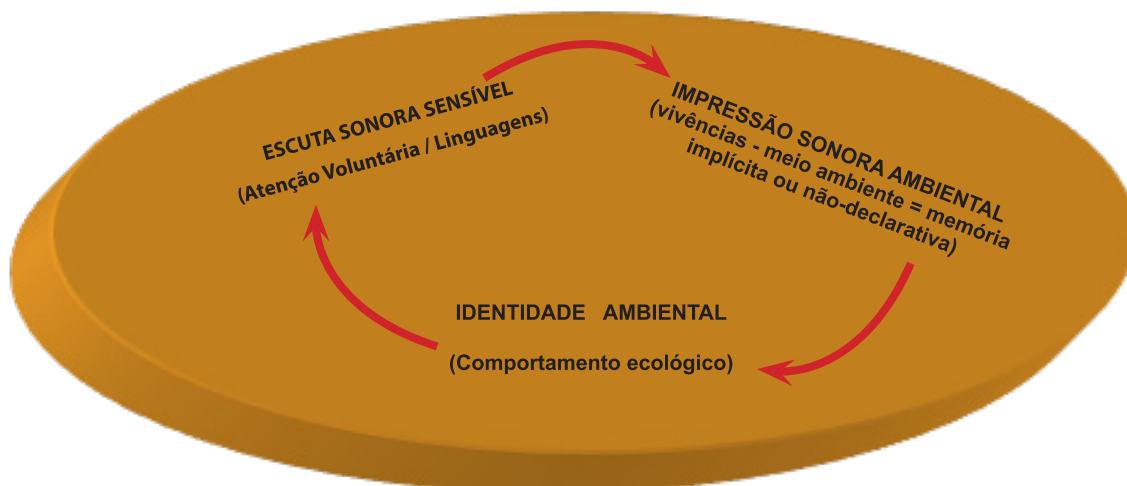 ESCUTA SONORA SENSÍVEL
(Atenção Voluntária / Linguagens)
IMPRESSÃO SONORA AMBIENTAL
(vivências - meio ambiente = memória
implícita ou não-declarativa)
IDENTIDADE AMBIENTAL
(Comportamento ecológico)